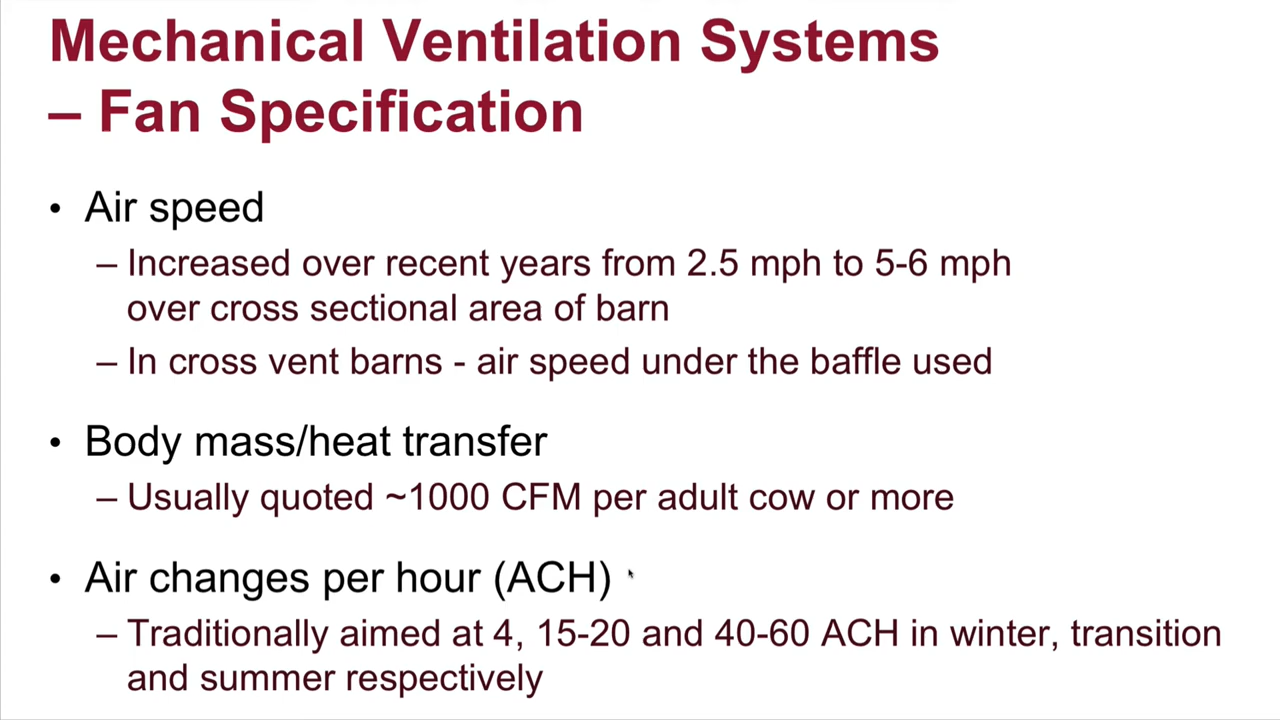 Mechanical Ventilation Systems
– Fan Specification
• Air speed
– Increased over recent years from 2.5 mph to 5-6 mph
over cross sectional area of barn
– In cross vent barns - air speed under the baffle used
• Body mass/heat transfer
– Usually quoted ~1000 CFM per adult cow or more
• Air changes per hour (ACH)
– Traditionally aimed at 4, 15-20 and 40-60 ACH in winter, transition
and summer respectively